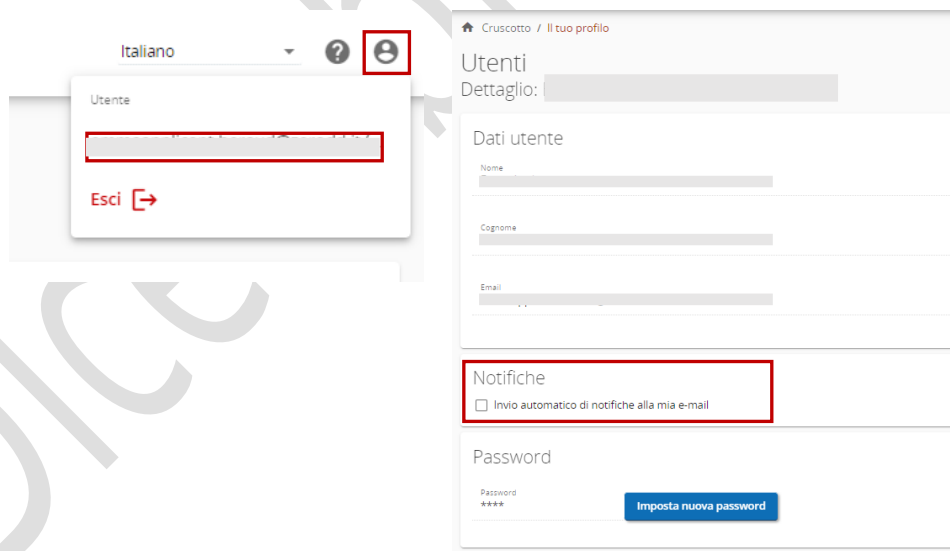 Italiano
Utente
Esci
Cruscotto / Il tuo profilo
Utenti
Dettaglio:
Dati utente
Nome
Cognome
Email
Notifiche
Invio automatico di notifiche alla mia e-mail
Password
Password
****
Imposta nuova password